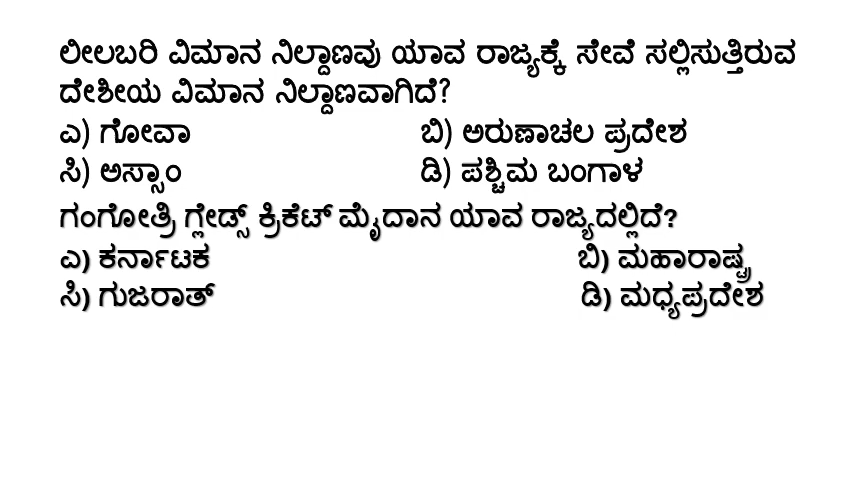 ಲೀಲಬರಿ ವಿಮಾನ ನಿಲ್ದಾಣವು ಯಾವ ರಾಜ್ಯಕ್ಕೆ ಸೇವೆ ಸಲ್ಲಿಸುತ್ತಿರುವ
ದೇಶೀಯ ವಿಮಾನ ನಿಲ್ದಾಣವಾಗಿದೆ?
ಎ) ಗೋವಾ ಬಿ) ಅರುಣಾಚಲ ಪ್ರದೇಶ
ಸಿ) ಅಸ್ಸಾಂ ಡಿ) ಪಶ್ಚಿಮ ಬಂಗಾಳ
ಗಂಗೋತ್ರಿ ಗ್ಲೇಡ್ಸ್ ಕ್ರಿಕೆಟ್ ಮೈದಾನ ಯಾವ ರಾಜ್ಯದಲ್ಲಿದೆ?
ಎ) ಕರ್ನಾಟಕ ಬಿ) ಮಹಾರಾಷ್ಟ್ರ
ಸಿ) ಗುಜರಾತ್ ಡಿ) ಮಧ್ಯಪ್ರದೇಶ